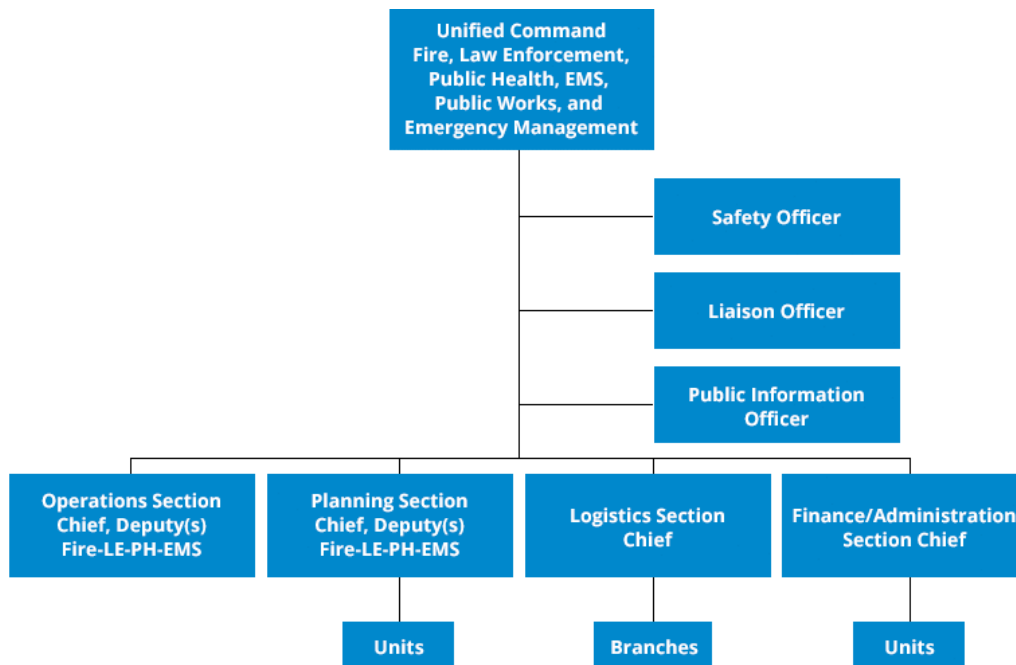 Unified Command
Fire, Law Enforcement,
Public Health, EMS,
Public Works, and
Emergency Management
Safety Officer
Liaison Officer
Public Information
Officer
Operations Section
Chief, Deputy(s)
Fire-LE-PH-EMS
Planning Section
Chief, Deputy(s)
Fire-LE-PH-EMS
Logistics Section
Chief
Finance/Administration
Section Chief
Units
Branches
Units